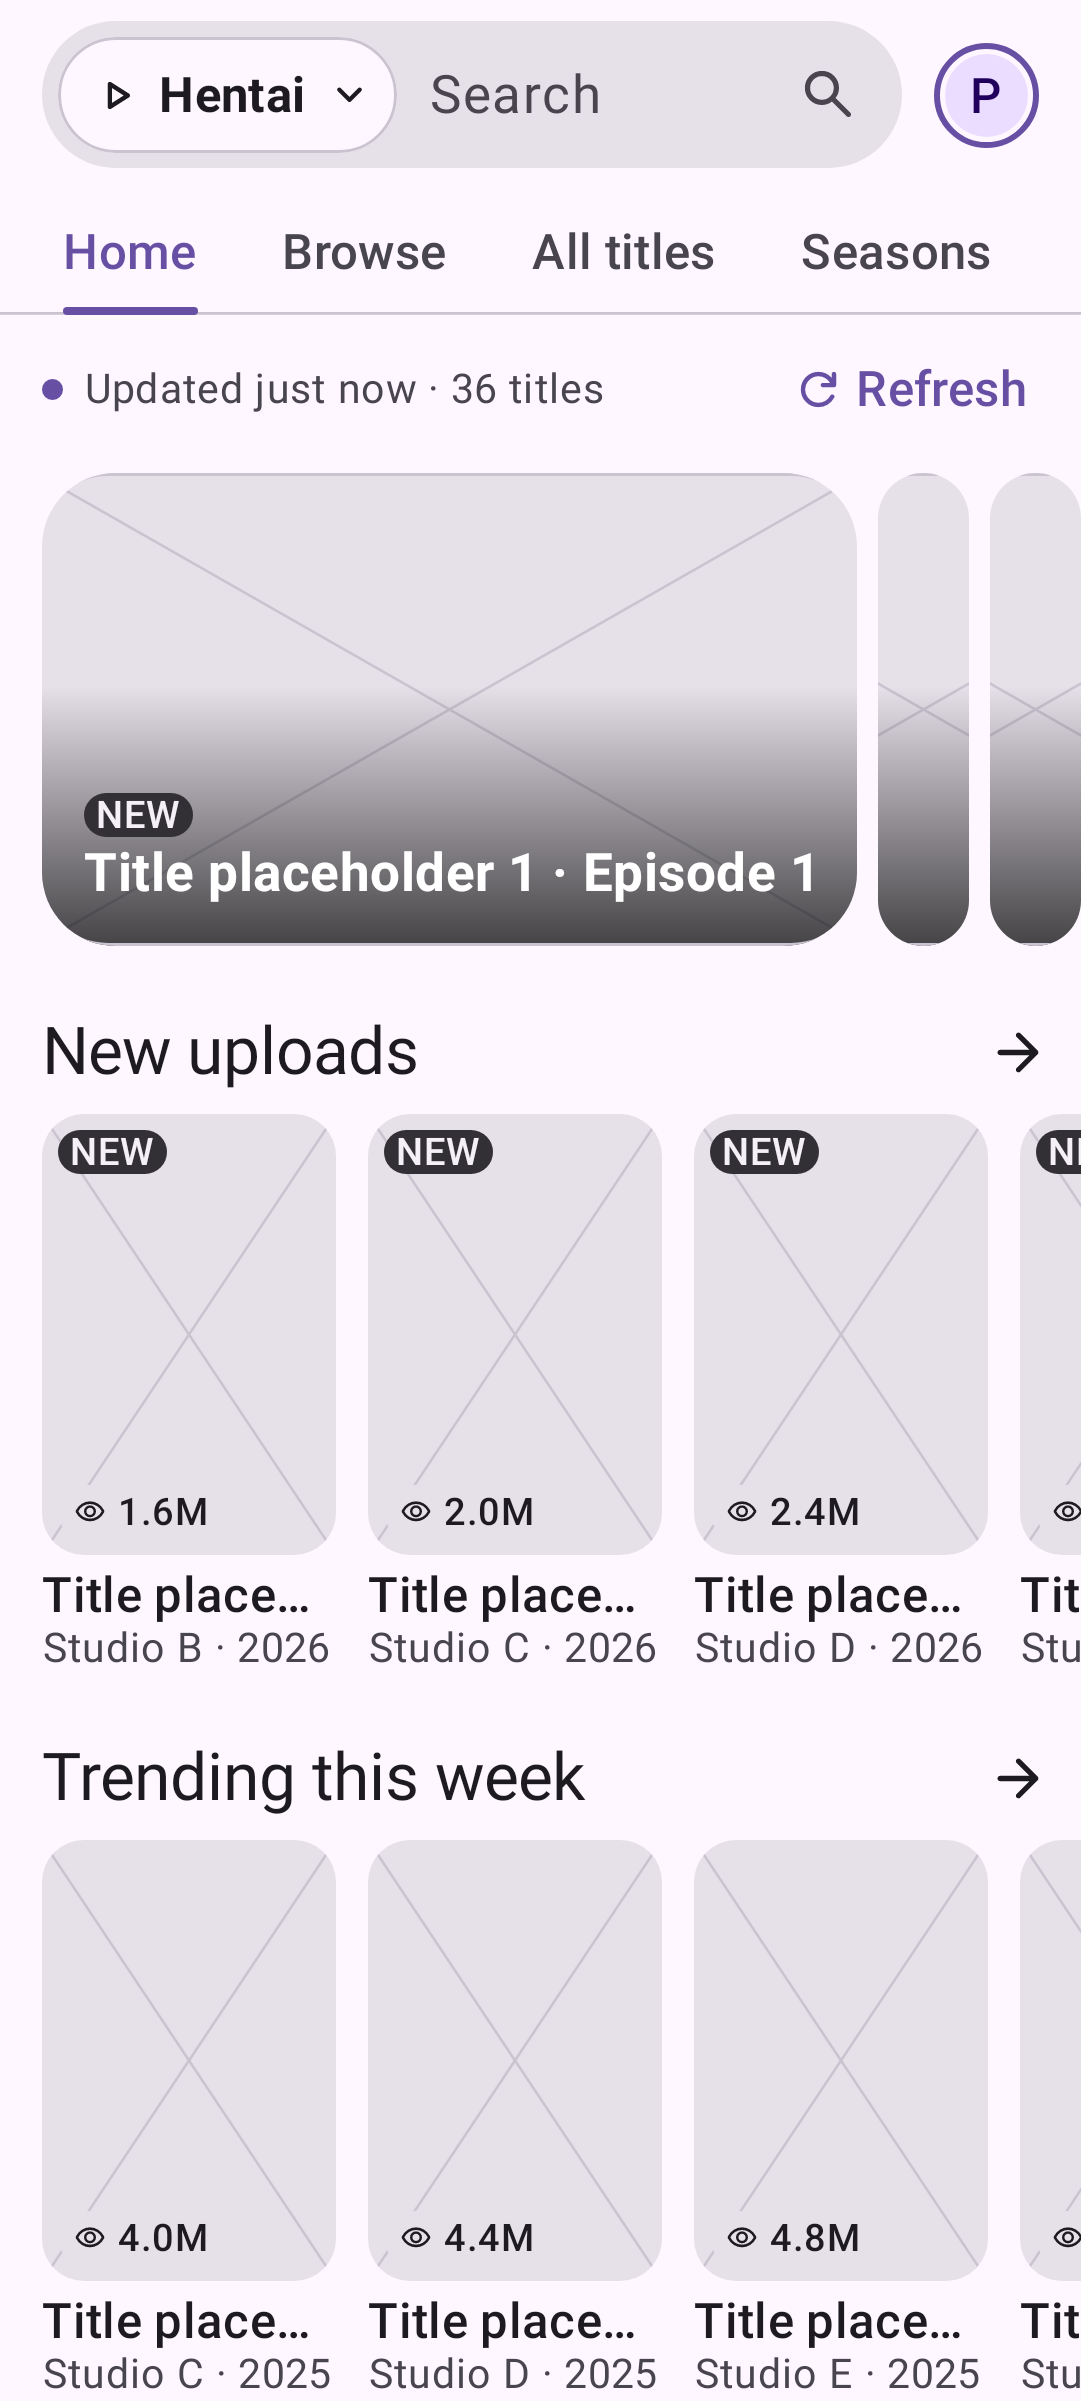 Hentai
Search
P
Home Browse All titles Seasons
Updated just now · 36 titles
Refresh
NEW
Title placeholder 1 · Episode 1
New uploads
NEW NEW NEW
1.6M 2.0M 2.4M
Title place… Title place… Title place…
Studio B · 2026 Studio C · 2026 Studio D · 2026
Trending this week
4.0M 4.4M 4.8M
Title place… Title place… Title place…
Studio C · 2025 Studio D · 2025 Studio E · 2025